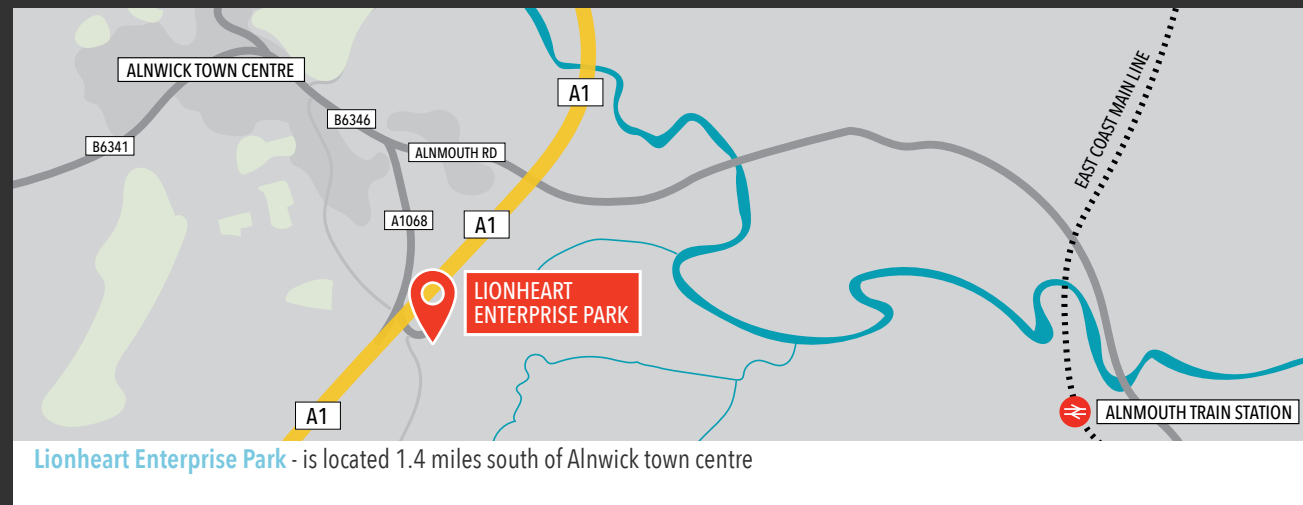 ALNWICK TOWN CENTRE
A1
B6346
B6341
ALNMOUTH RD
EAST COAST MAIN LINE
A1068
A1
LIONHEART
ENTERPRISE PARK
A1
ALNMOUTH TRAIN STATION
Lionheart Enterprise Park - is located 1.4 miles south of Alnwick town centre